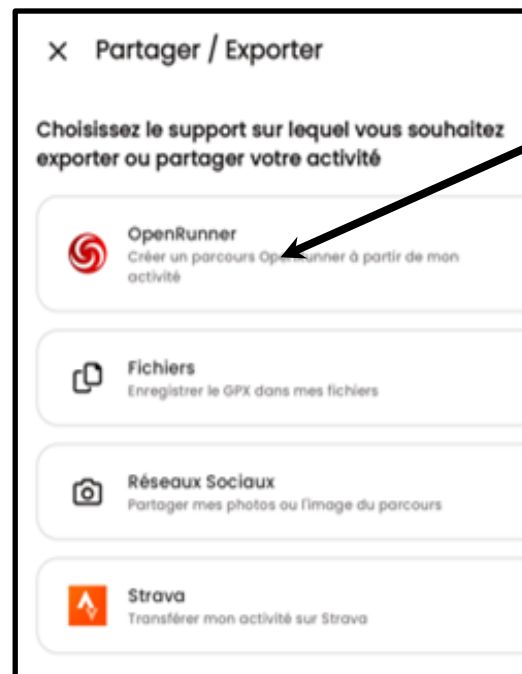 Partager / Exporter
Choisissez le support sur lequel vous souhaitez
exporter ou partager votre activité
OpenRunner
Créer un parcours OpenRunner à partir de mon
activité
Fichiers
Enregistrer le GPX dans mes fichiers
Réseaux Sociaux
Partager mes photos ou l'image du parcours
Strava
Transférer mon activité sur Strava